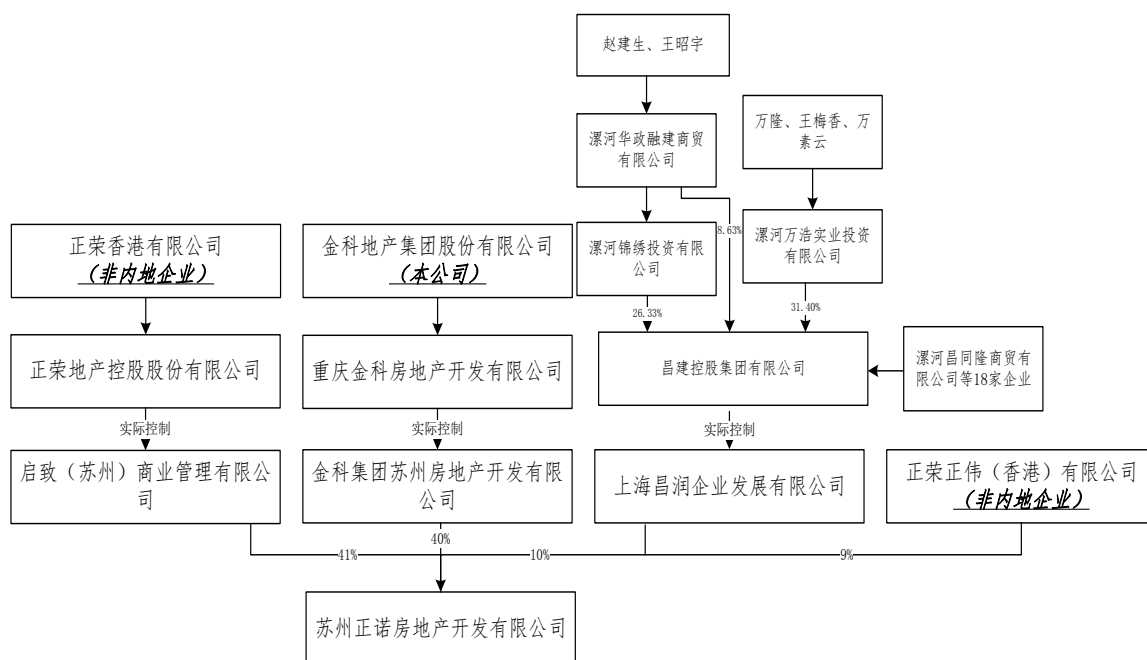 赵建生、王昭宇
漯河华政融建商贸
有限公司
万隆、王梅香、万
素云
正荣香港有限公司
（非内地企业）
金科地产集团股份有限公司
（本公司）
漯河锦绣投资有限
公司
8.63%
漯河万浩实业投资
有限公司
26.33%
31.40%
正荣地产控股股份有限公司
重庆金科房地产开发有限公司
昌建控股集团有限公司
漯河昌同隆商贸有
限公司等18家企业
实际控制
实际控制
实际控制
启致（苏州）商业管理有限公
司
金科集团苏州房地产开发有限
公司
上海昌润企业发展有限公司
正荣正伟（香港）有限公司
（非内地企业）
40%
41%
10%
9%
苏州正诺房地产开发有限公司